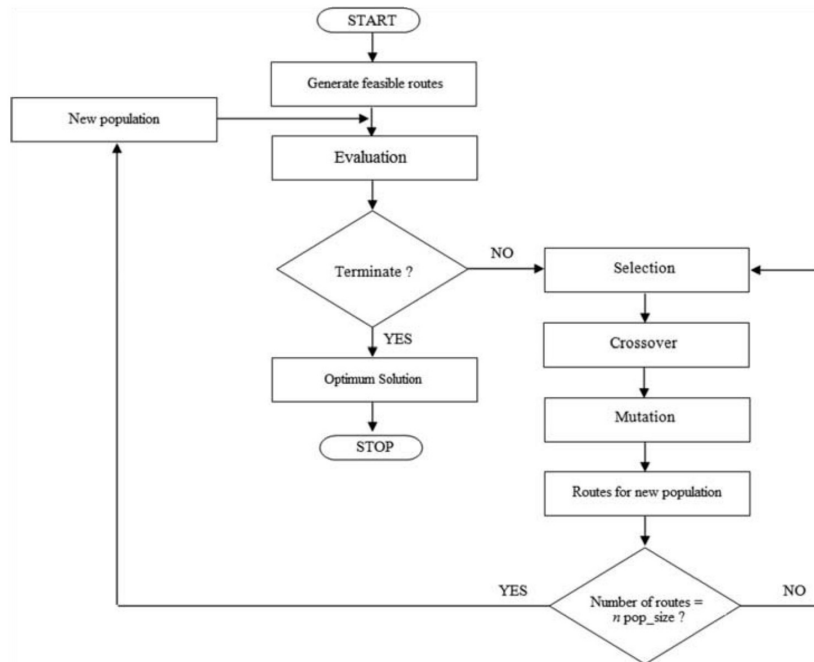 START
Generate feasible routes
New population
Evaluation
Terminate ?
NO
Selection
YES
Crossover
Optimum Solution
Mutation
STOP
Routes for new population
YES
Number of routes =
n pop_size ?
NO